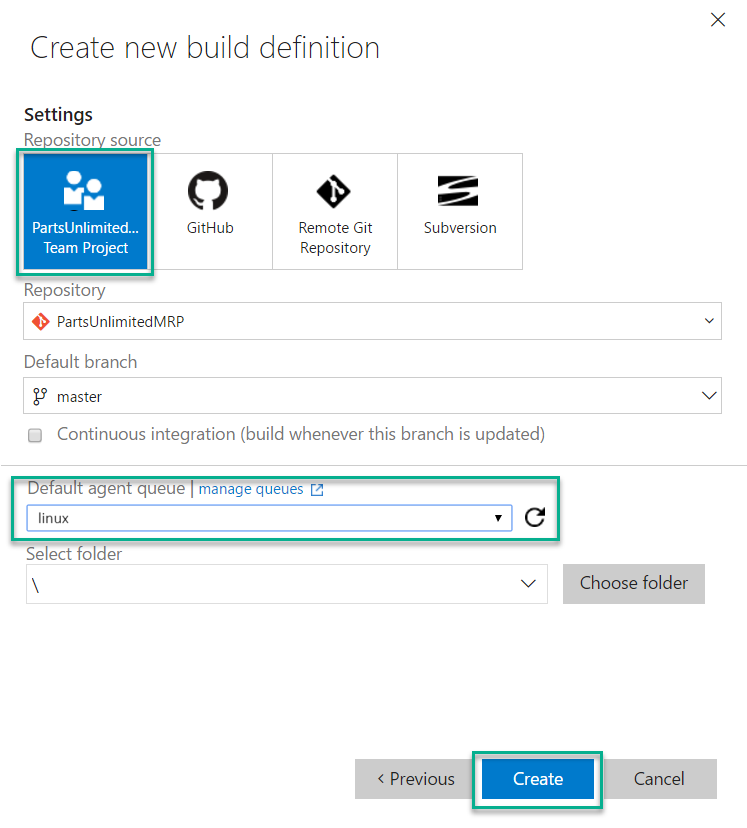 Create new build definition
Settings
Repository source
PartsUnlimited...
Team Project
GitHub
Remote Git
Repository
Subversion
Repository
PartsUnlimitedMRP
Default branch
master
Continuous integration (build whenever this branch is updated)
Default agent queue | manage queues
linux
Select folder
\
Choose folder
< Previous
Create
Cancel